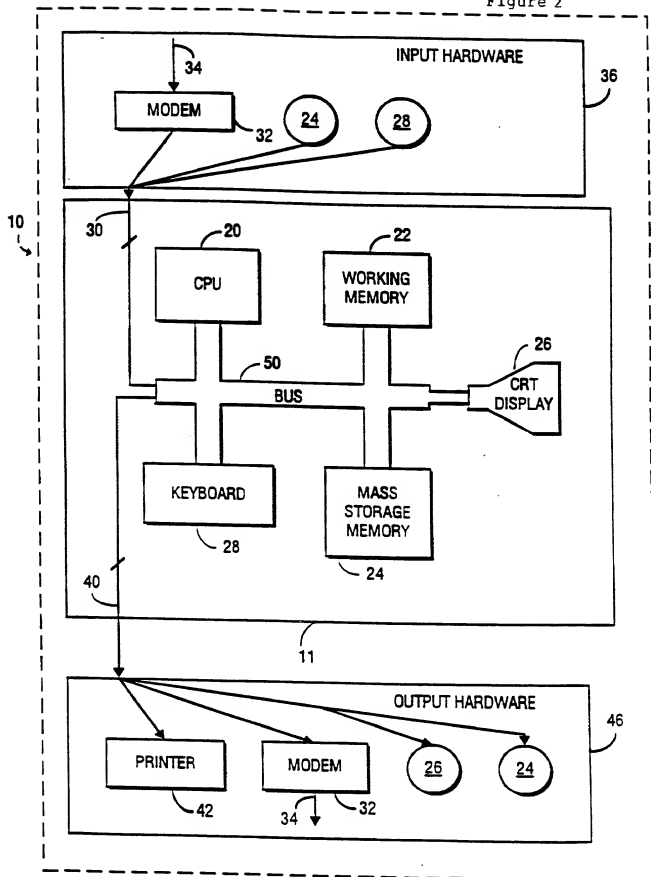 Figure 2
INPUT HARDWARE
34
36
MODEM
32
24
28
10
30
20
22
CPU
WORKING
MEMORY
26
50
BUS
CRT
DISPLAY
KEYBOARD
MASS
STORAGE
MEMORY
28
24
40
11
OUTPUT HARDWARE
46
PRINTER
MODEM
26
24
42
34
32